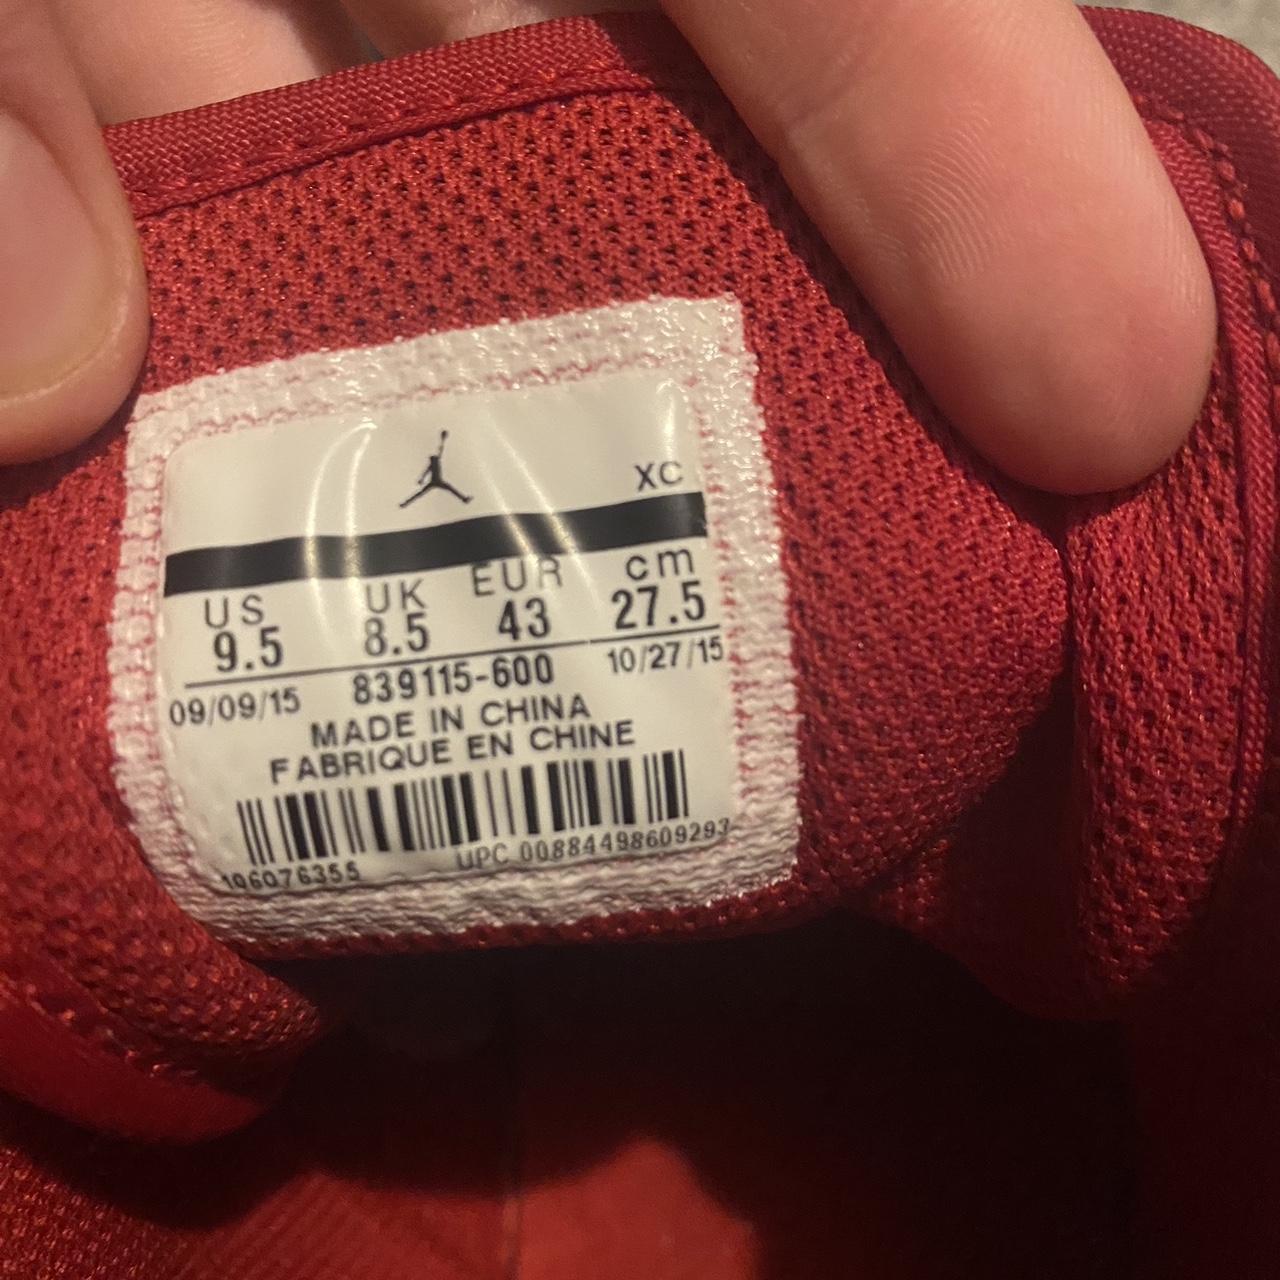 XC
US UK EUR cm
9.5 8.5 43 27.5
09/09/15 839115-600 10/27/15
MADE IN CHINA
FABRIQUE EN CHINE
106076355 UPC 00884498609293